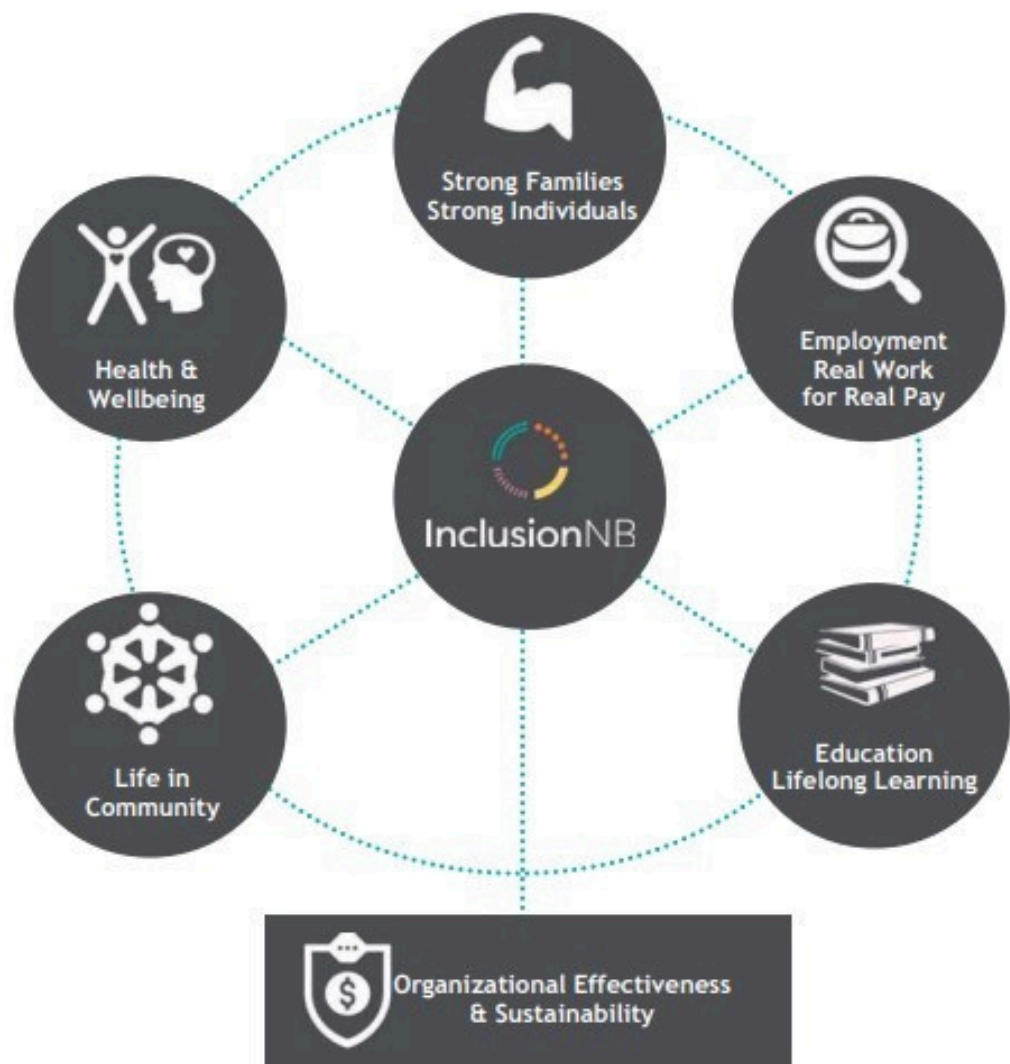 Strong Families
Strong Individuals
Health &
Wellbeing
Employment
Real Work
for Real Pay
InclusionNB
Life in
Community
Education
Lifelong Learning
$
Organizational Effectiveness
& Sustainability